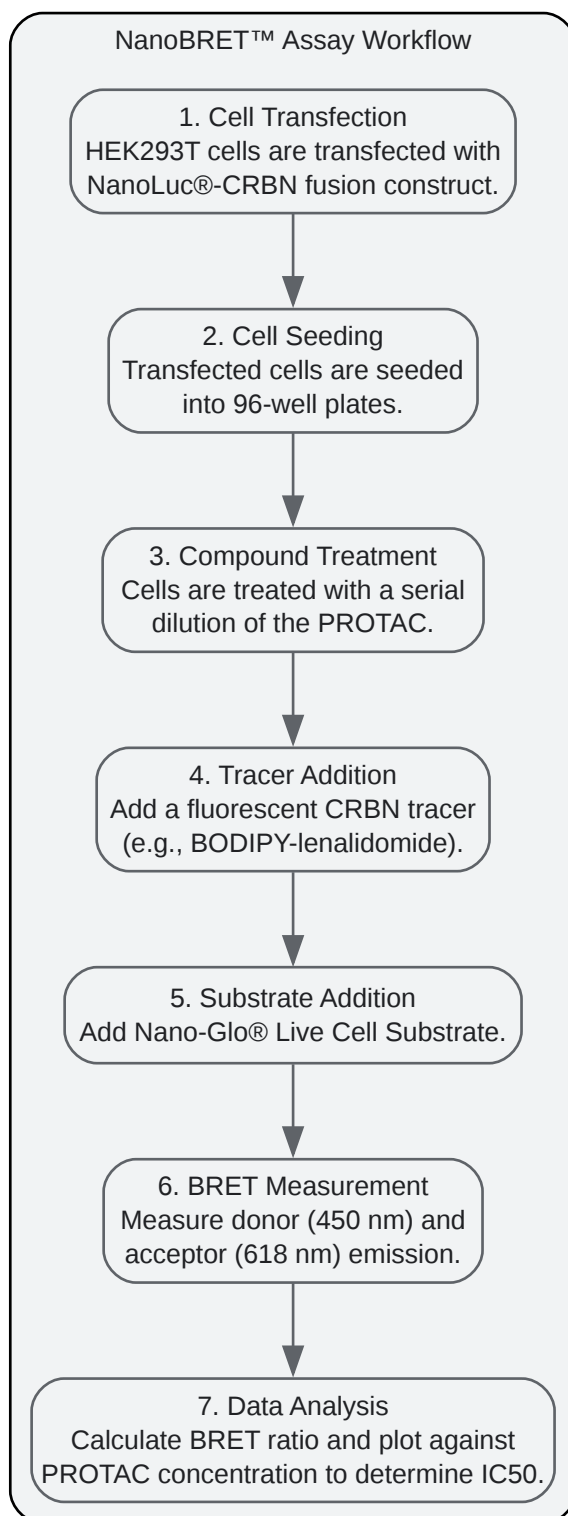 NanoBRET™ Assay Workflow
1. Cell Transfection
HEK293T cells are transfected with
NanoLuc®-CRBN fusion construct.
2. Cell Seeding
Transfected cells are seeded
into 96-well plates.
3. Compound Treatment
Cells are treated with a serial
dilution of the PROTAC.
4. Tracer Addition
Add a fluorescent CRBN tracer
(e.g., BODIPY-lenalidomide).
5. Substrate Addition
Add Nano-Glo® Live Cell Substrate.
6. BRET Measurement
Measure donor (450 nm) and
acceptor (618 nm) emission.
7. Data Analysis
Calculate BRET ratio and plot against
PROTAC concentration to determine IC50.